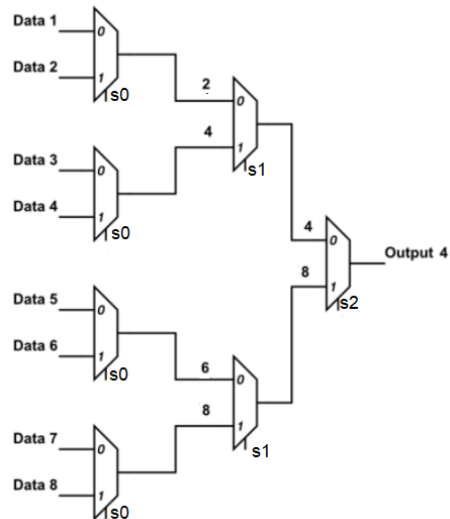 Data 1
0
Data 2
1
s0
2
0
4
1
s1
Data 3
0
Data 4
1
s0
4
0
Output 4
8
1
s2
Data 5
0
Data 6
1
s0
6
0
8
1
s1
Data 7
0
Data 8
1
s0